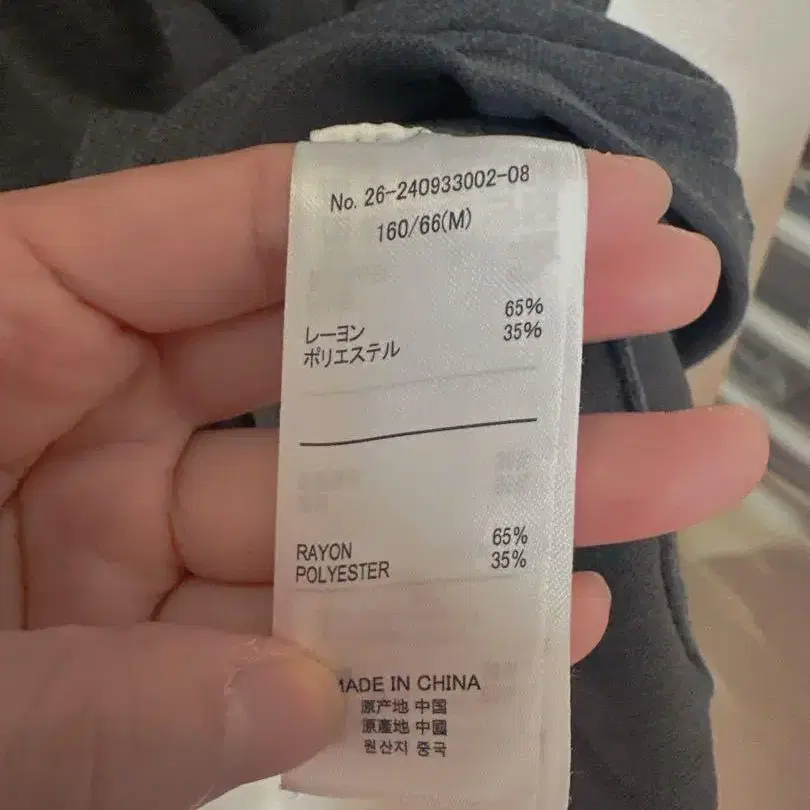 No. 26-240933002-08
160/66(M)
レーヨン 65%
ポリエステル 35%
RAYON 65%
POLYESTER 35%
MADE IN CHINA
原产地 中国
原產地 中國
원산지 중국